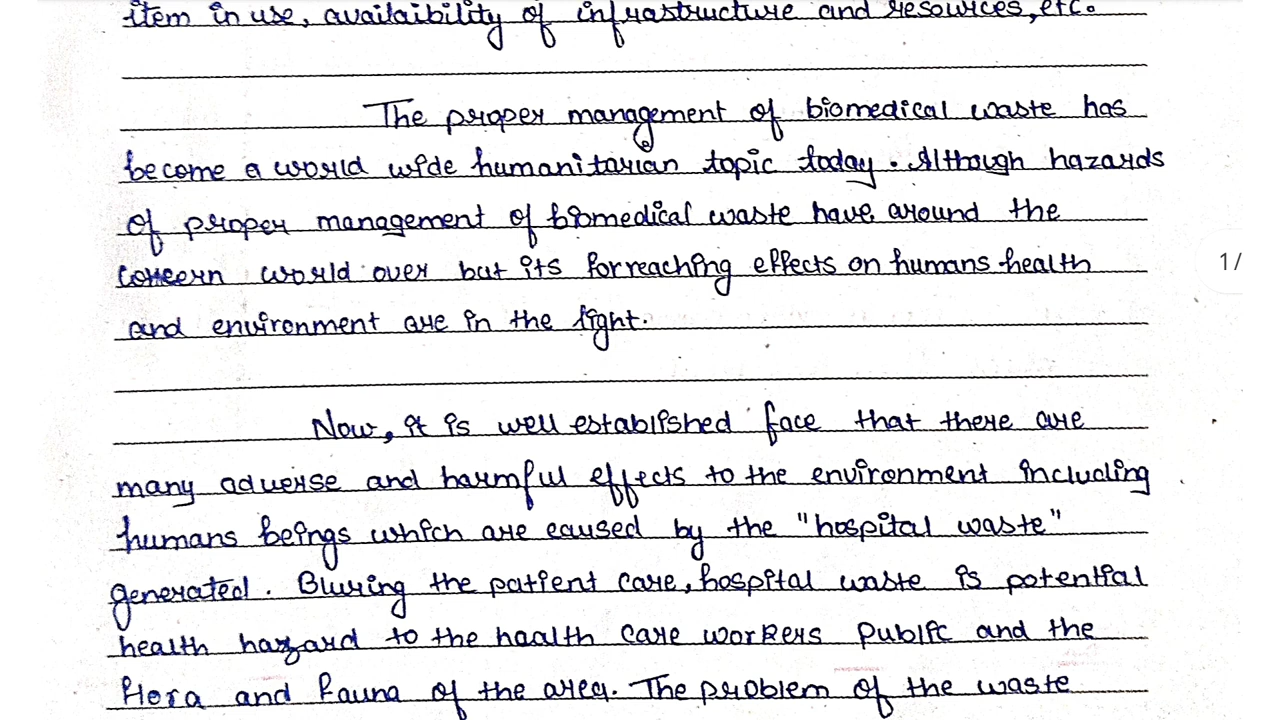 item in use, availaibility of infrastructure and resources, etc.
The proper management of biomedical waste has
become a world wide humanitarian topic today. Although hazards
of proper management of biomedical waste have around the
concern world over but its forreaching effects on humans health
and environment are in the light.
Now, it is well established face that there are
many adverse and harmful effects to the environment including
humans beings which are caused by the "hospital waste"
generated. Bluring the patient care, hospital waste is potential
health hazard to the haalth care workers public and the
flora and fauna of the area. The problem of the waste
1/